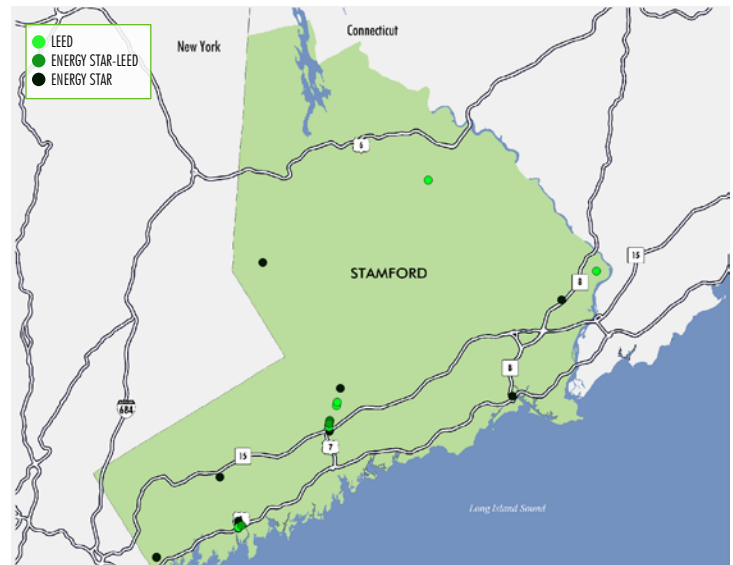 LEED
ENERGY STAR-LEED
ENERGY STAR
New York
Connecticut
6
STAMFORD
15
8
8
684
7
15
Long Island Sound